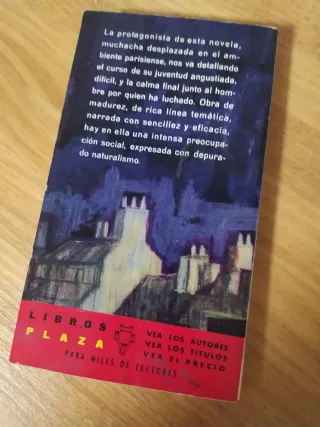 La protagonista de esta novela,
muchacha desplazada en el am-
biente parisiense, nos va detallando
el curso de su juventud angustiada,
difícil, y la calma final junto al hom-
bre por quien ha luchado. Obra de
madurez, de rica línea temática,
narrada con sencillez y eficacia,
hay en ella una intensa preocupa-
ción social, expresada con depura-
do naturalismo.
LIBROS
PLAZA
VEA LOS AUTORES
VEA LOS TITULOS
VEA EL PRECIO
PARA MILES DE LECTORES